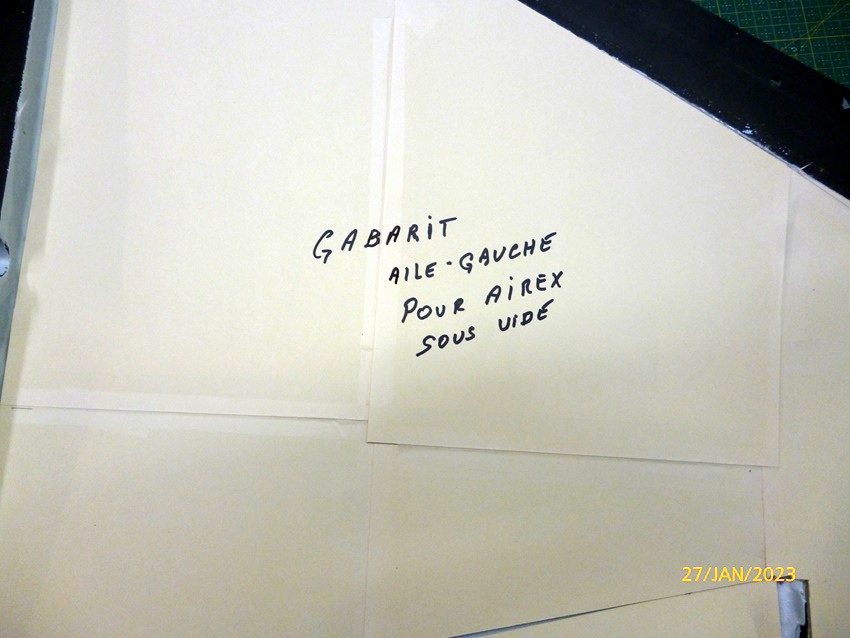 GABARIT
AILE-GAUCHE
POUR AIREX
SOUS VIDE
27/JAN/2023